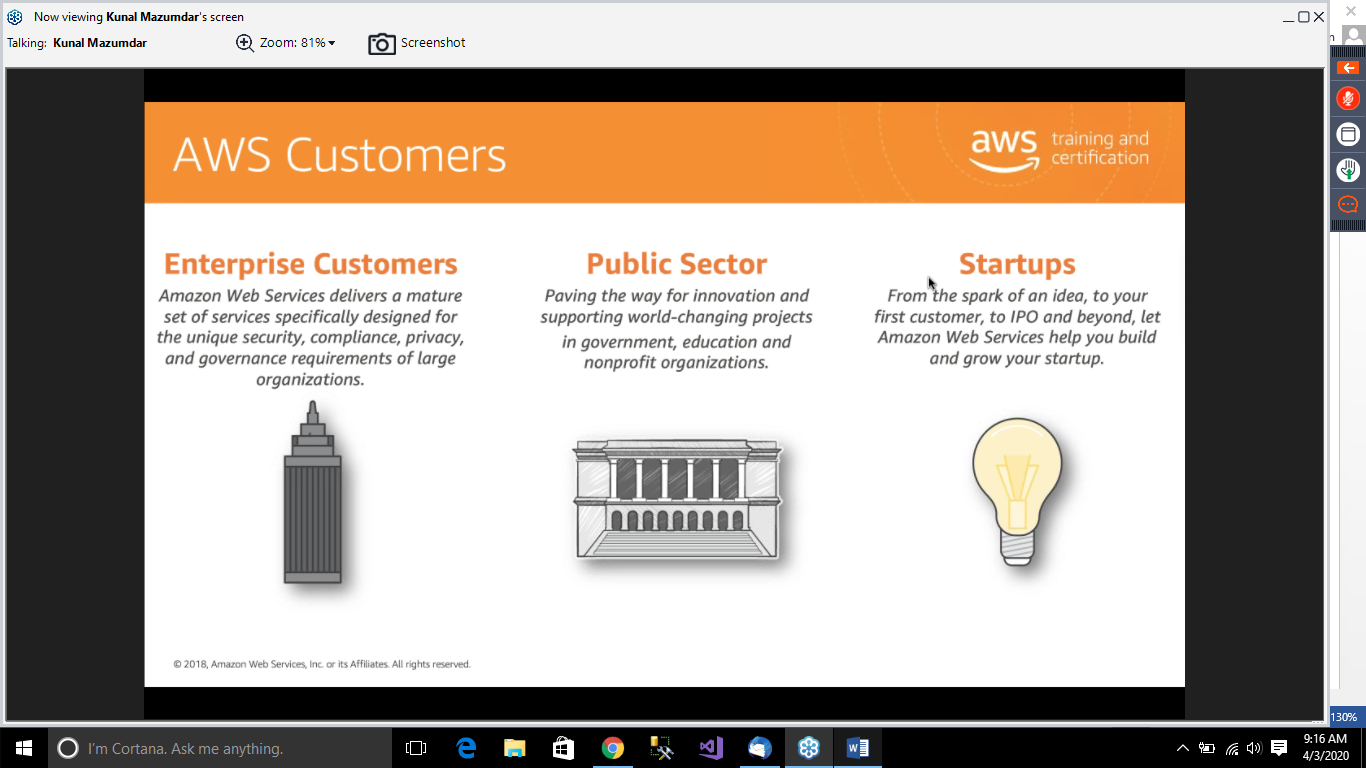 Now viewing Kunal Mazumdar's screen
Talking: Kunal Mazumdar
Zoom: 81%
Screenshot
AWS Customers
aws training and
certification
Enterprise Customers
Amazon Web Services delivers a mature
set of services specifically designed for
the unique security, compliance, privacy,
and governance requirements of large
organizations.
Public Sector
Paving the way for innovation and
supporting world-changing projects
in government, education and
nonprofit organizations.
Startups
From the spark of an idea, to your
first customer, to IPO and beyond, let
Amazon Web Services help you build
and grow your startup.
© 2018, Amazon Web Services, Inc. or its Affiliates. All rights reserved.
130%
I'm Cortana. Ask me anything.
9:16 AM
4/3/2020